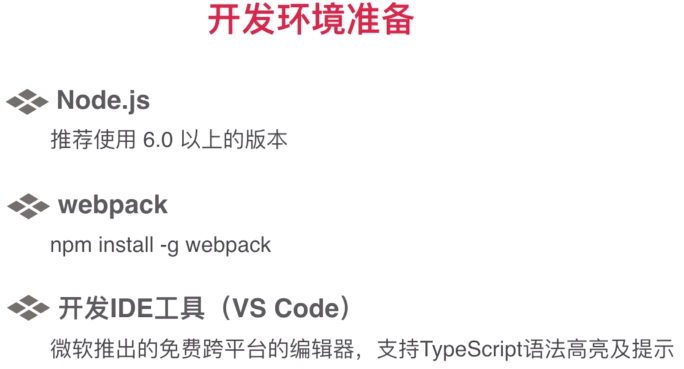 开发环境准备
Node.js
推荐使用 6.0 以上的版本
webpack
npm install -g webpack
开发IDE工具（VS Code）
微软推出的免费跨平台的编辑器，支持TypeScript语法高亮及提示